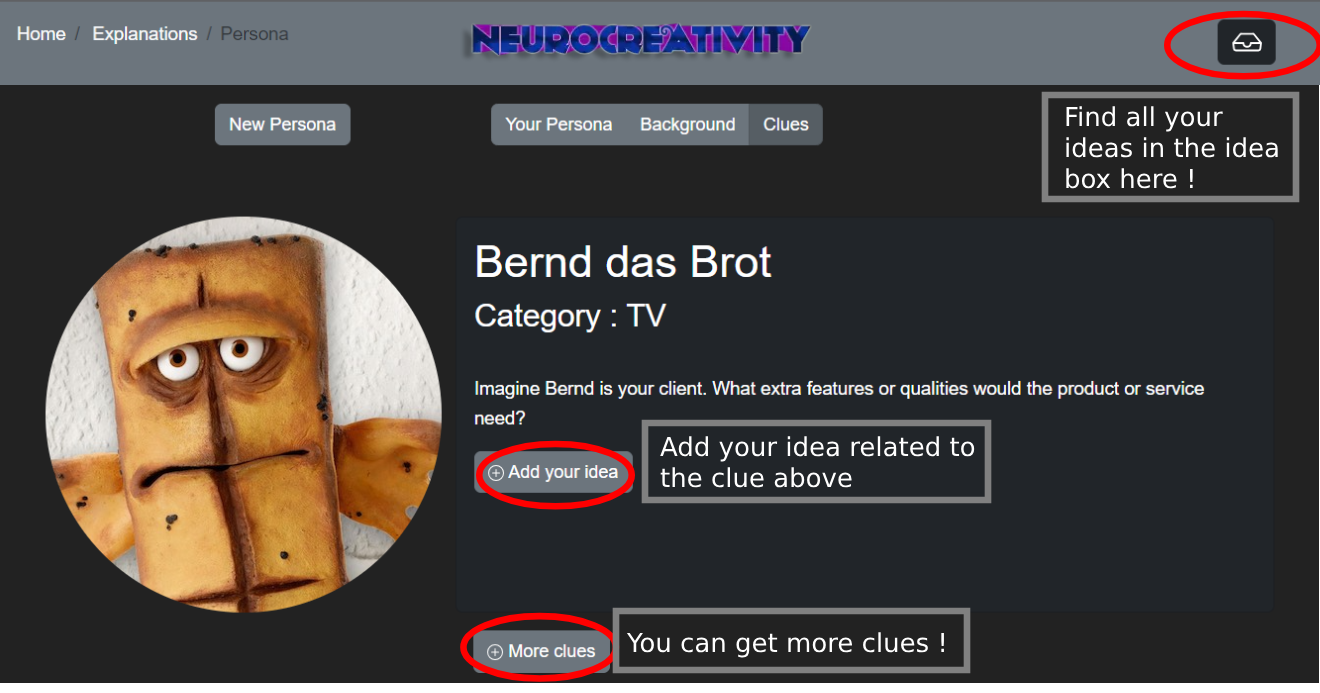 Home / Explanations / Persona
NEUROCREATIVITY
New Persona
Your Persona Background Clues
Find all your
ideas in the idea
box here !
Bernd das Brot
Category : TV
Imagine Bernd is your client. What extra features or qualities would the product or service
need?
Add your idea
Add your idea related to
the clue above
More clues
You can get more clues !